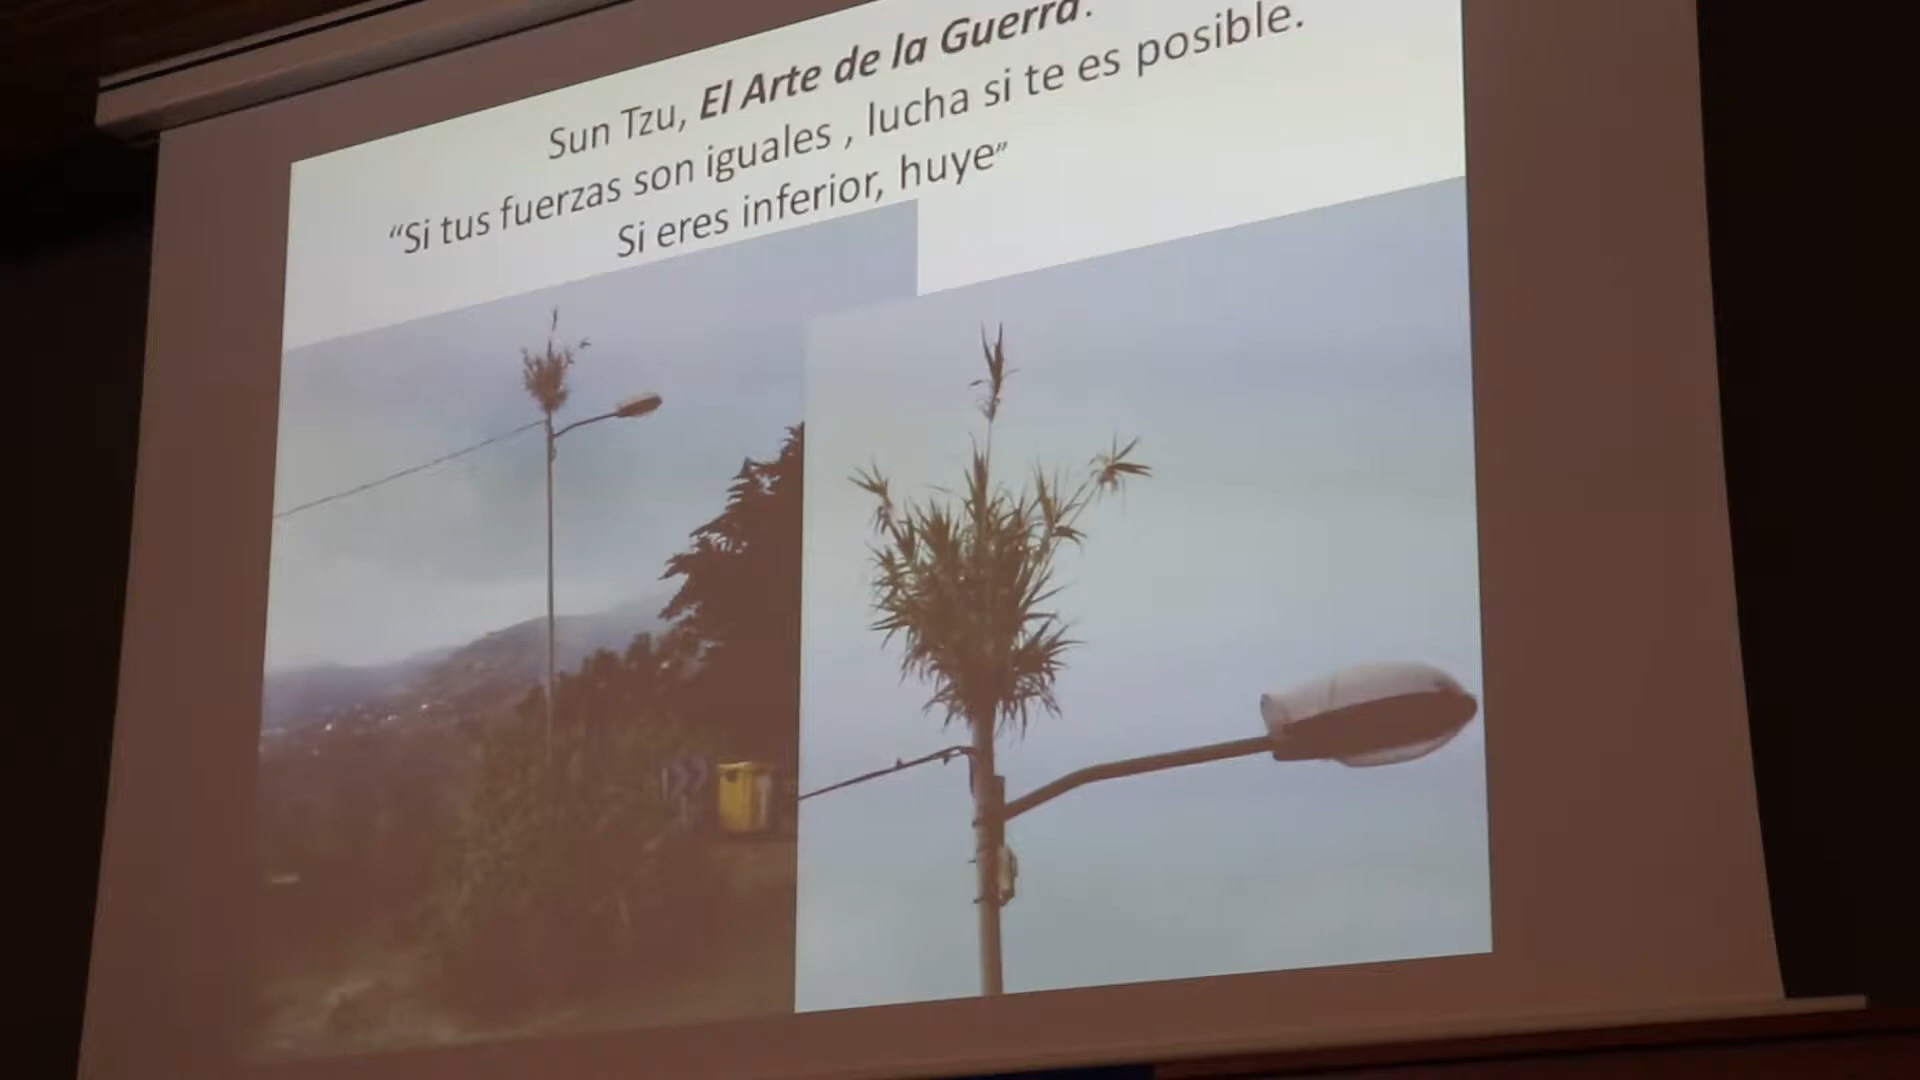 Sun Tzu, El Arte de la Guerra.
“Si tus fuerzas son iguales , lucha si te es posible.
Si eres inferior, huye”